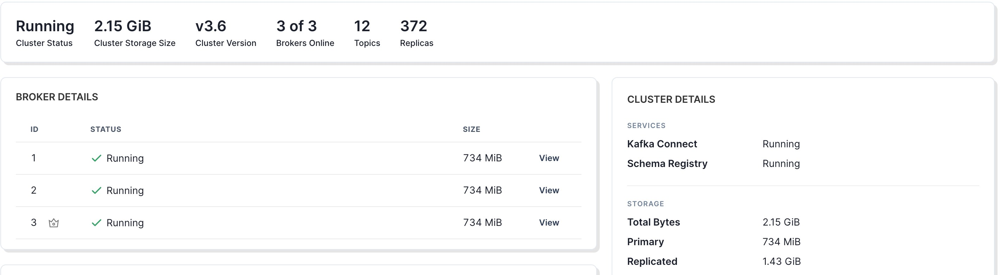 Running 2.15 GiB v3.6 3 of 3 12 372
Cluster Status Cluster Storage Size Cluster Version Brokers Online Topics Replicas
BROKER DETAILS
ID STATUS SIZE
1 Running 734 MiB View
2 Running 734 MiB View
3 Running 734 MiB View
CLUSTER DETAILS
SERVICES
Kafka Connect Running
Schema Registry Running
STORAGE
Total Bytes 2.15 GiB
Primary 734 MiB
Replicated 1.43 GiB